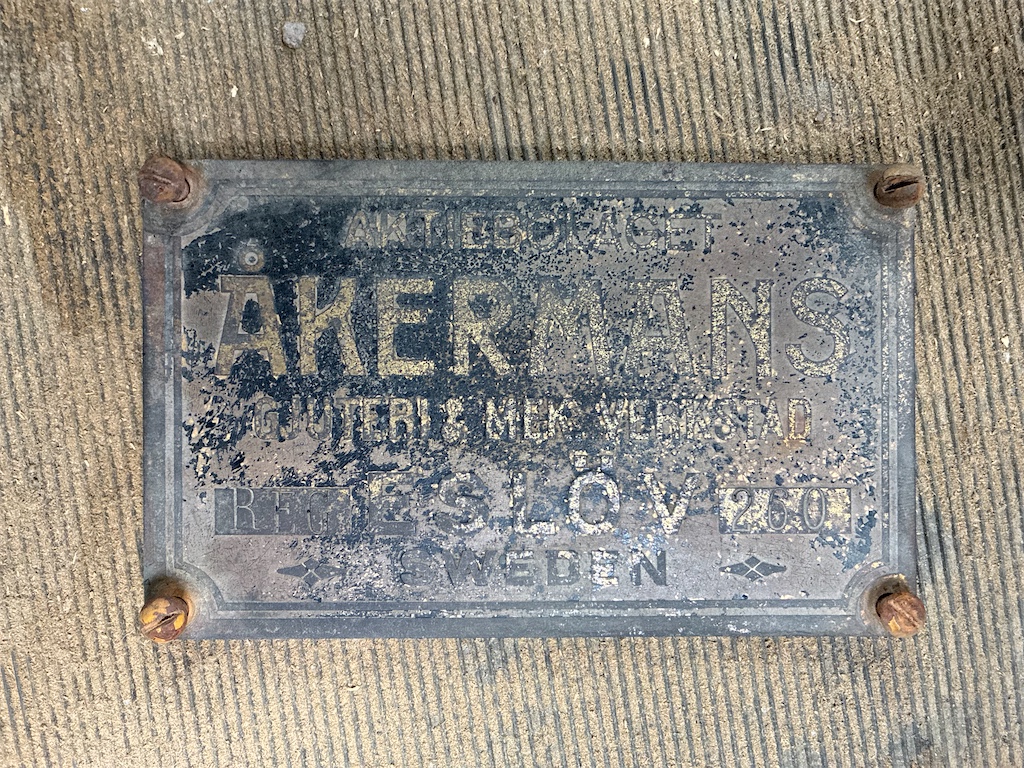 AKTIEBOLAGET
ÅKERMANS
GJUTERI & MEK. VERKSTAD
ESLÖV 260
SWEDEN